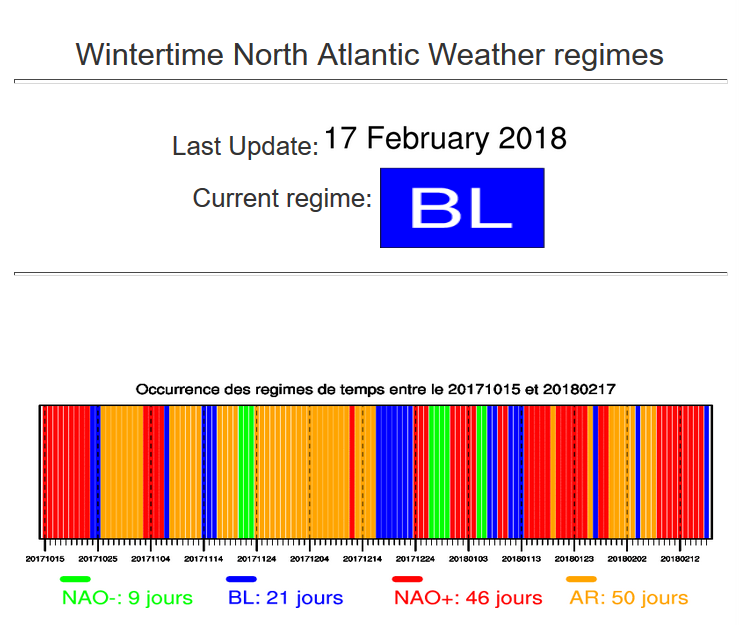 Wintertime North Atlantic Weather regimes
Last Update: 17 February 2018
Current regime: BL
Occurrence des regimes de temps entre le 20171015 et 20180217
20171015 20171025 20171104 20171114 20171124 20171204 20171214 20171224 20180103 20180113 20180123 20180202 20180212
NAO-: 9 jours BL: 21 jours NAO+: 46 jours AR: 50 jours